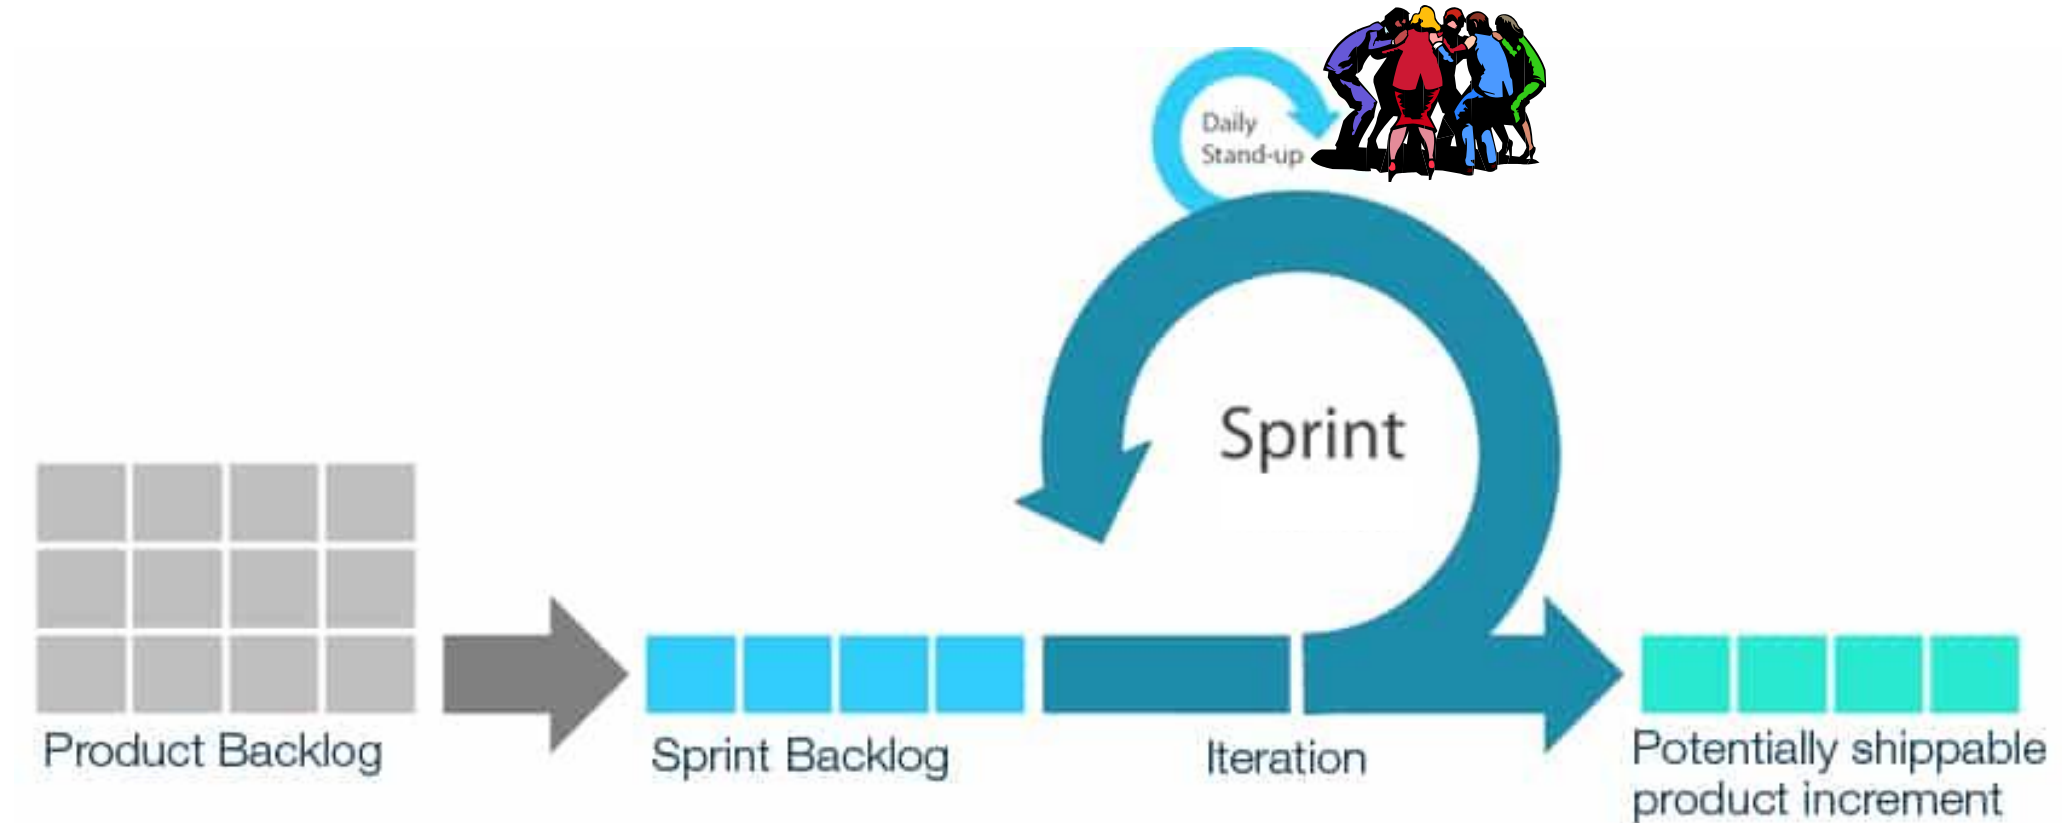 Daily
Stand-up
Sprint
Product Backlog
Sprint Backlog
Iteration
Potentially shippable
product increment